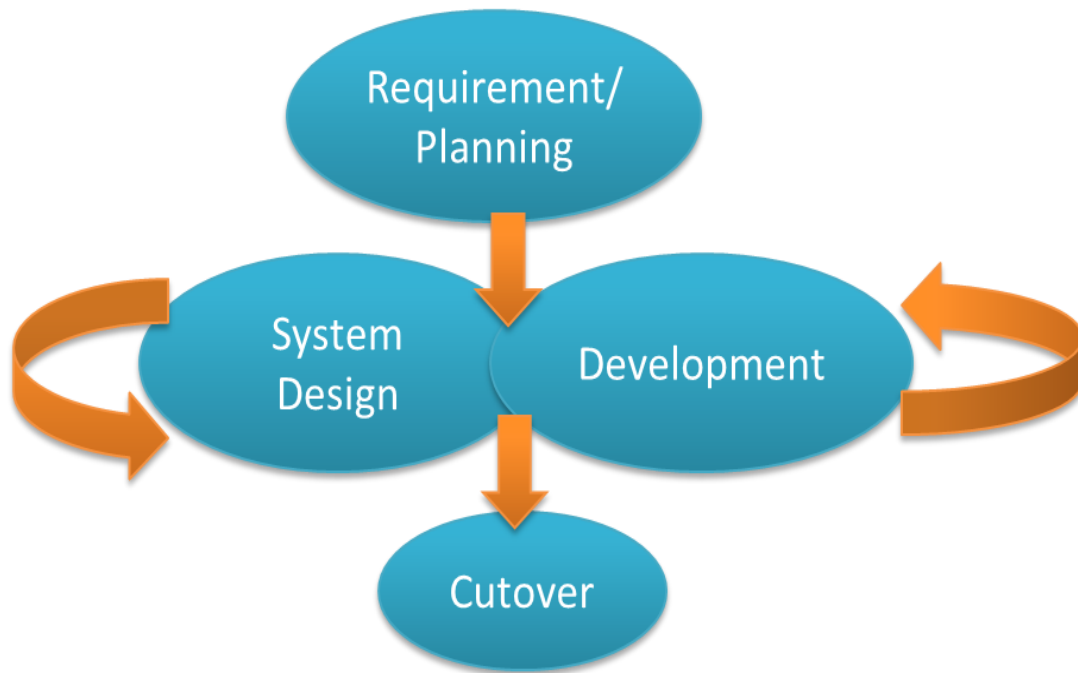 Requirement/
Planning
System
Design
Development
Cutover